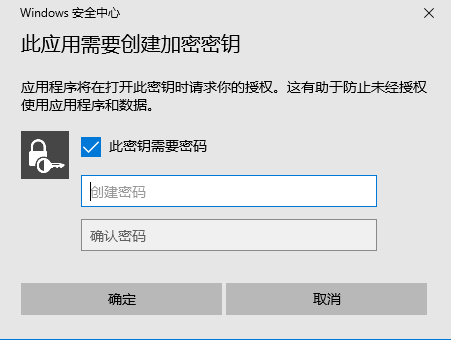 Windows 安全中心
此应用需要创建加密密钥
应用程序将在打开此密钥时请求你的授权。这有助于防止未经授权
使用应用程序和数据。
此密钥需要密码
创建密码
确认密码
确定
取消